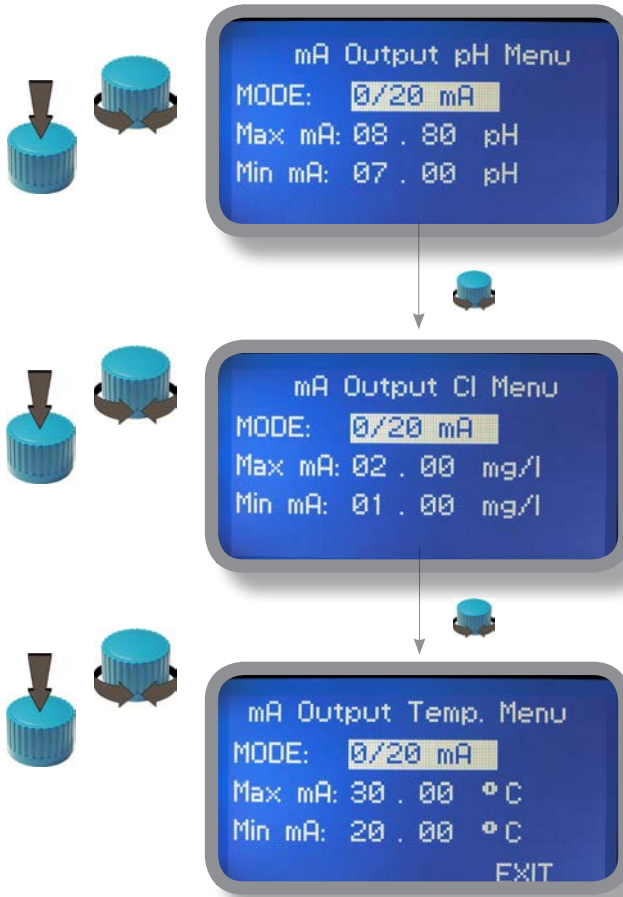 mA Output pH Menu
MODE: 0/20 mA
Max mA: 08 . 80 pH
Min mA: 07 . 00 pH
mA Output Cl Menu
MODE: 0/20 mA
Max mA: 02 . 00 mg/l
Min mA: 01 . 00 mg/l
mA Output Temp. Menu
MODE: 0/20 mA
Max mA: 30 . 00 °C
Min mA: 20 . 00 °C
EXIT